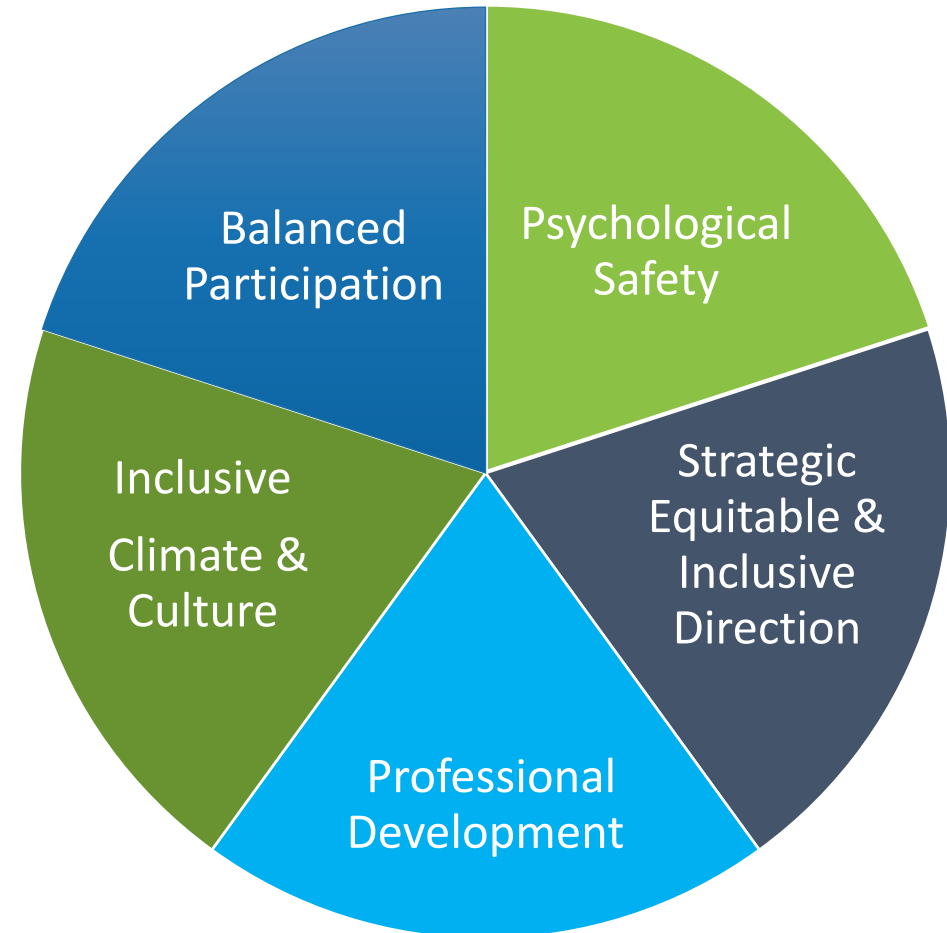 Balanced
Participation
Psychological
Safety
Strategic
Equitable &
Inclusive
Direction
Professional
Development
Inclusive
Climate &
Culture